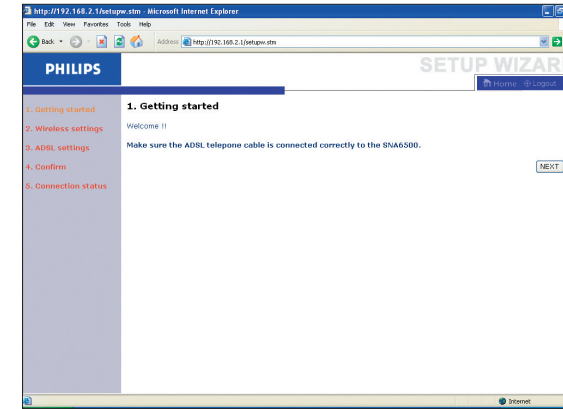 http://192.168.2.1/setupw.stm - Microsoft Internet Explorer
File Edit View Favorites Tools Help
Back
Address http://192.168.2.1/setupw.stm
PHILIPS
SETUP WIZAR
Home Logout
1. Getting started
2. Wireless settings
3. ADSL settings
4. Confirm
5. Connection status
1. Getting started
Welcome !!
Make sure the ADSL telepone cable is connected correctly to the SNA6500.
NEXT
Internet